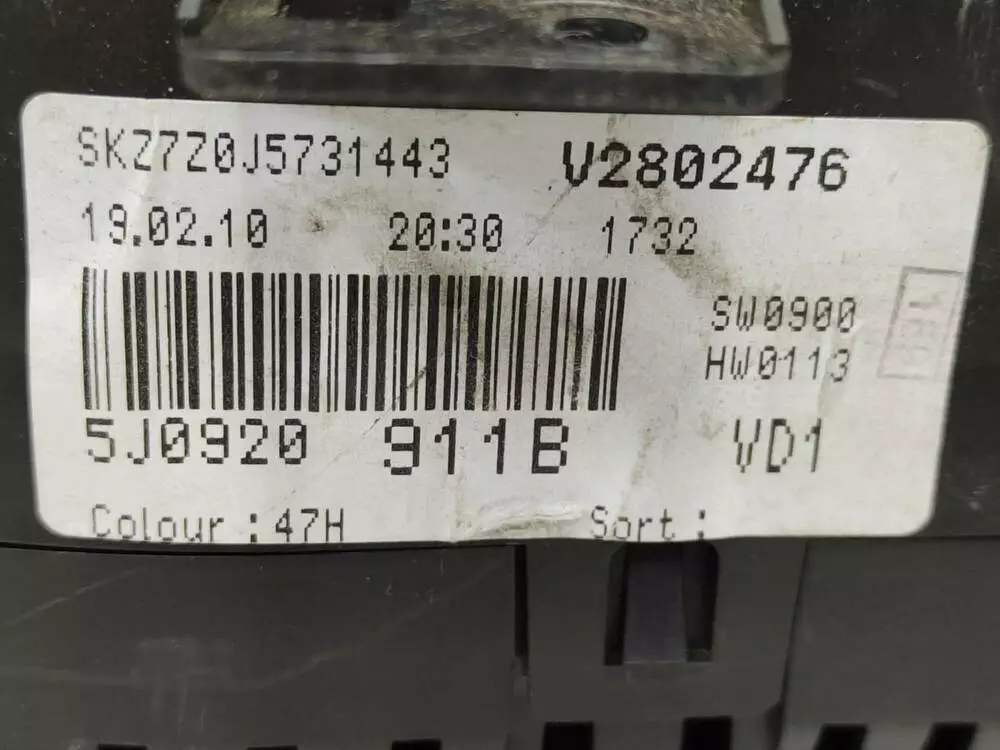 SKZ7Z0J5731443 V2802476
19.02.10 20:30 1732
SW0900
HW0113
5J0920 911B VD1
Colour : 47H Sort :